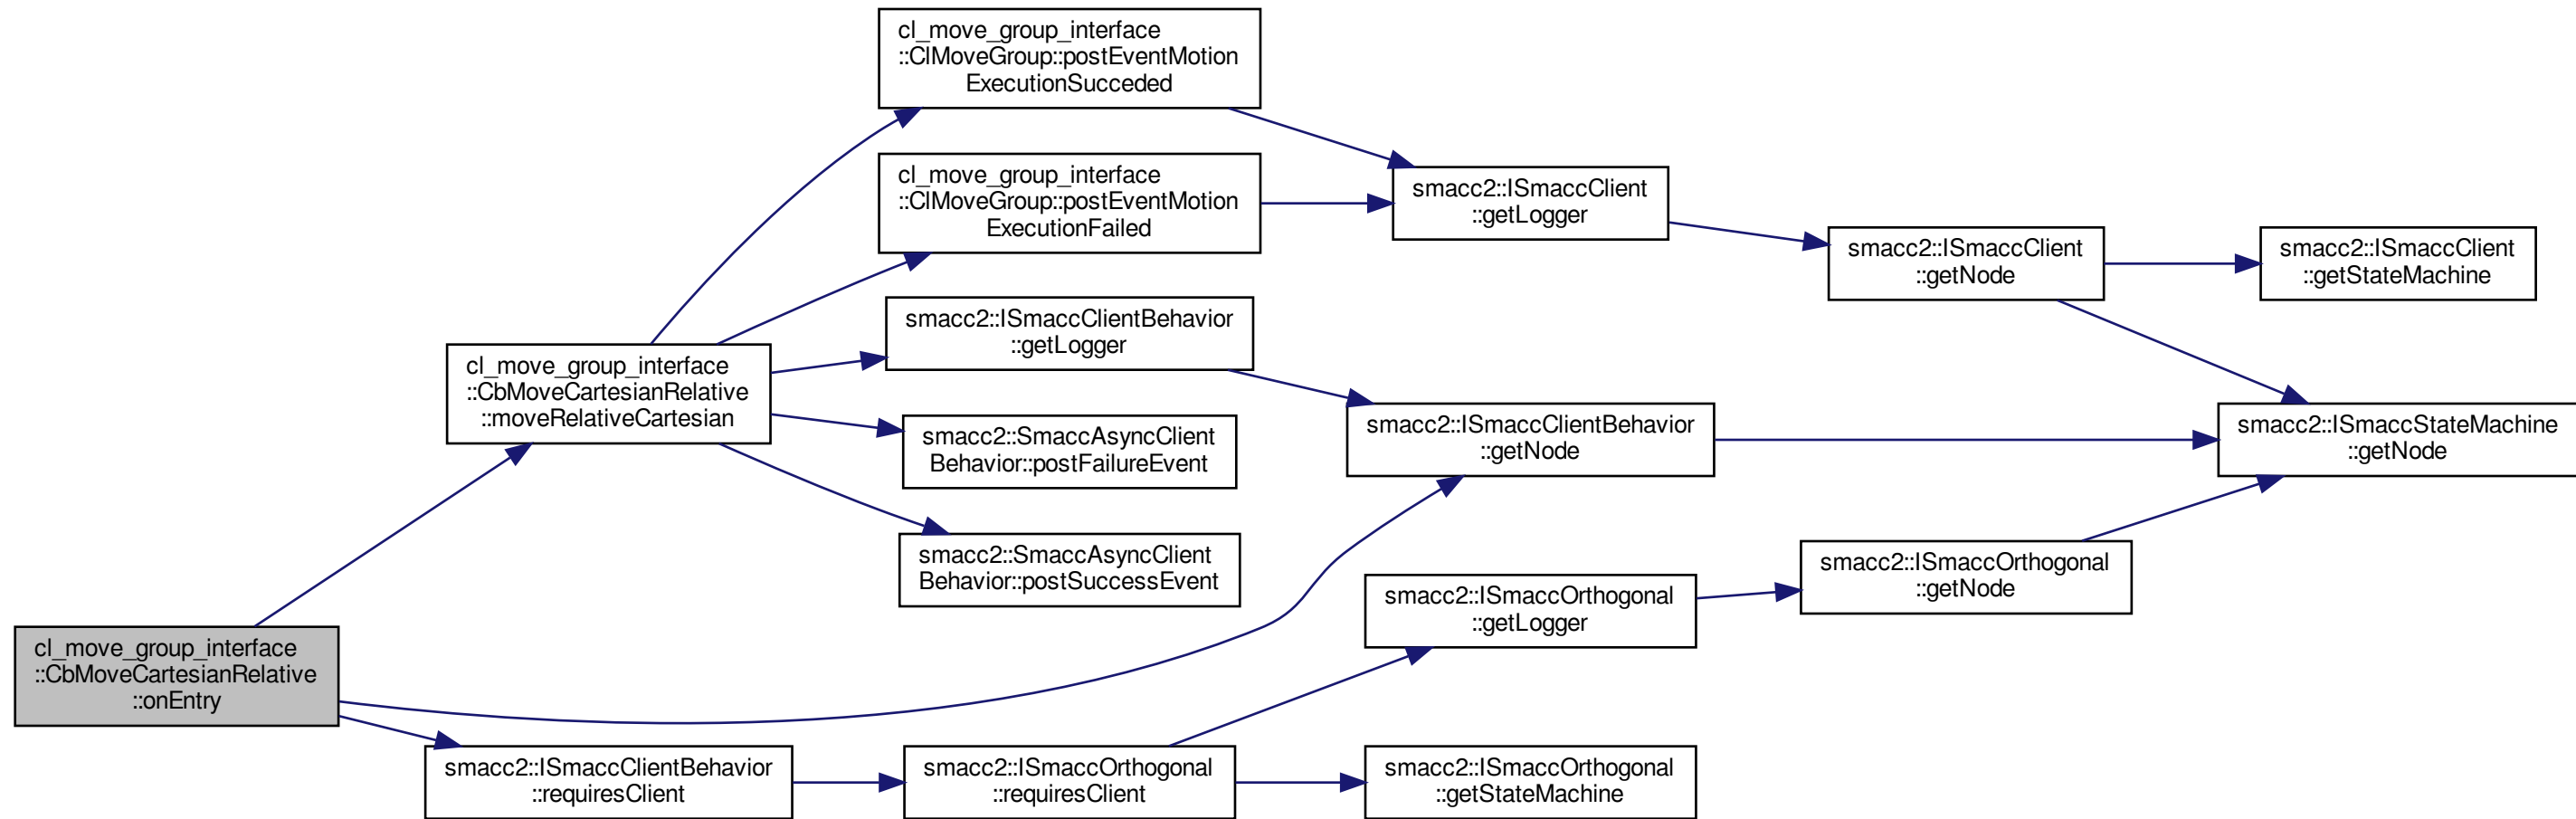 cl_move_group_interface
::ClMoveGroup::postEventMotion
ExecutionSucceded
cl_move_group_interface
::ClMoveGroup::postEventMotion
ExecutionFailed
smacc2::ISmaccClient
::getLogger
smacc2::ISmaccClient
::getNode
smacc2::ISmaccClient
::getStateMachine
smacc2::ISmaccClientBehavior
::getLogger
cl_move_group_interface
::CbMoveCartesianRelative
::moveRelativeCartesian
smacc2::ISmaccClientBehavior
::getNode
smacc2::ISmaccStateMachine
::getNode
smacc2::SmaccAsyncClient
Behavior::postFailureEvent
smacc2::SmaccAsyncClient
Behavior::postSuccessEvent
smacc2::ISmaccOrthogonal
::getNode
smacc2::ISmaccOrthogonal
::getLogger
cl_move_group_interface
::CbMoveCartesianRelative
::onEntry
smacc2::ISmaccClientBehavior
::requiresClient
smacc2::ISmaccOrthogonal
::requiresClient
smacc2::ISmaccOrthogonal
::getStateMachine